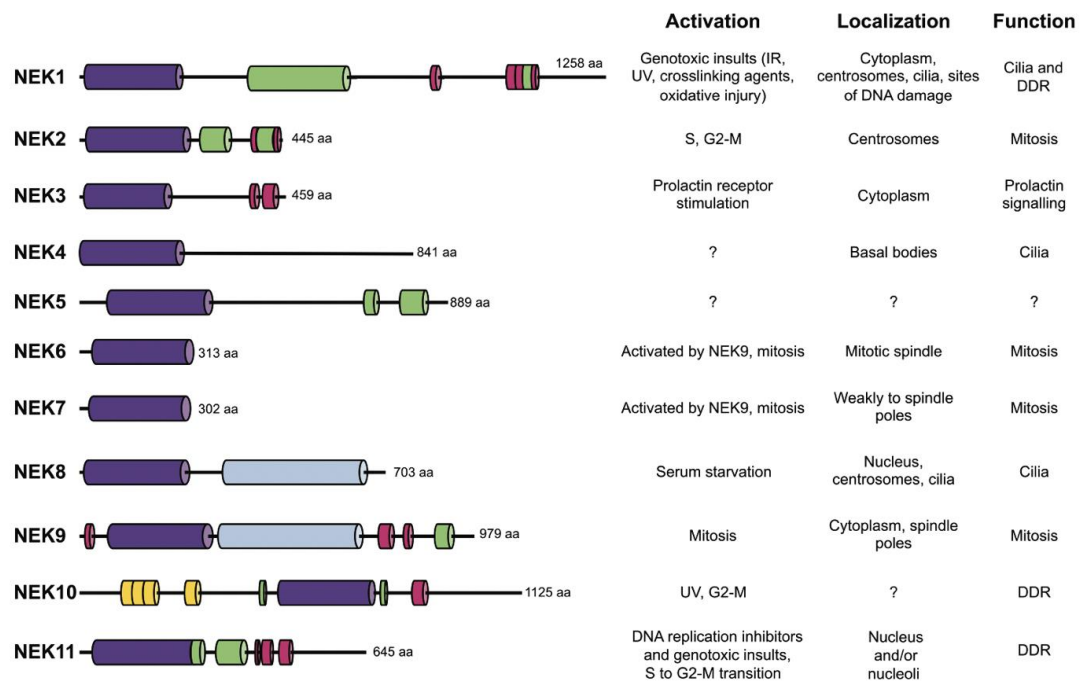 Activation Localization Function
NEK1 1258 aa Genotoxic insults (IR, UV, crosslinking agents, oxidative injury) Cytoplasm, centrosomes, cilia, sites of DNA damage Cilia and DDR
NEK2 445 aa S, G2-M Centrosomes Mitosis
NEK3 459 aa Prolactin receptor stimulation Cytoplasm Prolactin signalling
NEK4 841 aa ? Basal bodies Cilia
NEK5 889 aa ? ? ?
NEK6 313 aa Activated by NEK9, mitosis Mitotic spindle Mitosis
NEK7 302 aa Activated by NEK9, mitosis Weakly to spindle poles Mitosis
NEK8 703 aa Serum starvation Nucleus, centrosomes, cilia Cilia
NEK9 979 aa Mitosis Cytoplasm, spindle poles Mitosis
NEK10 1125 aa UV, G2-M ? DDR
NEK11 645 aa DNA replication inhibitors and genotoxic insults, S to G2-M transition Nucleus and/or nucleoli DDR